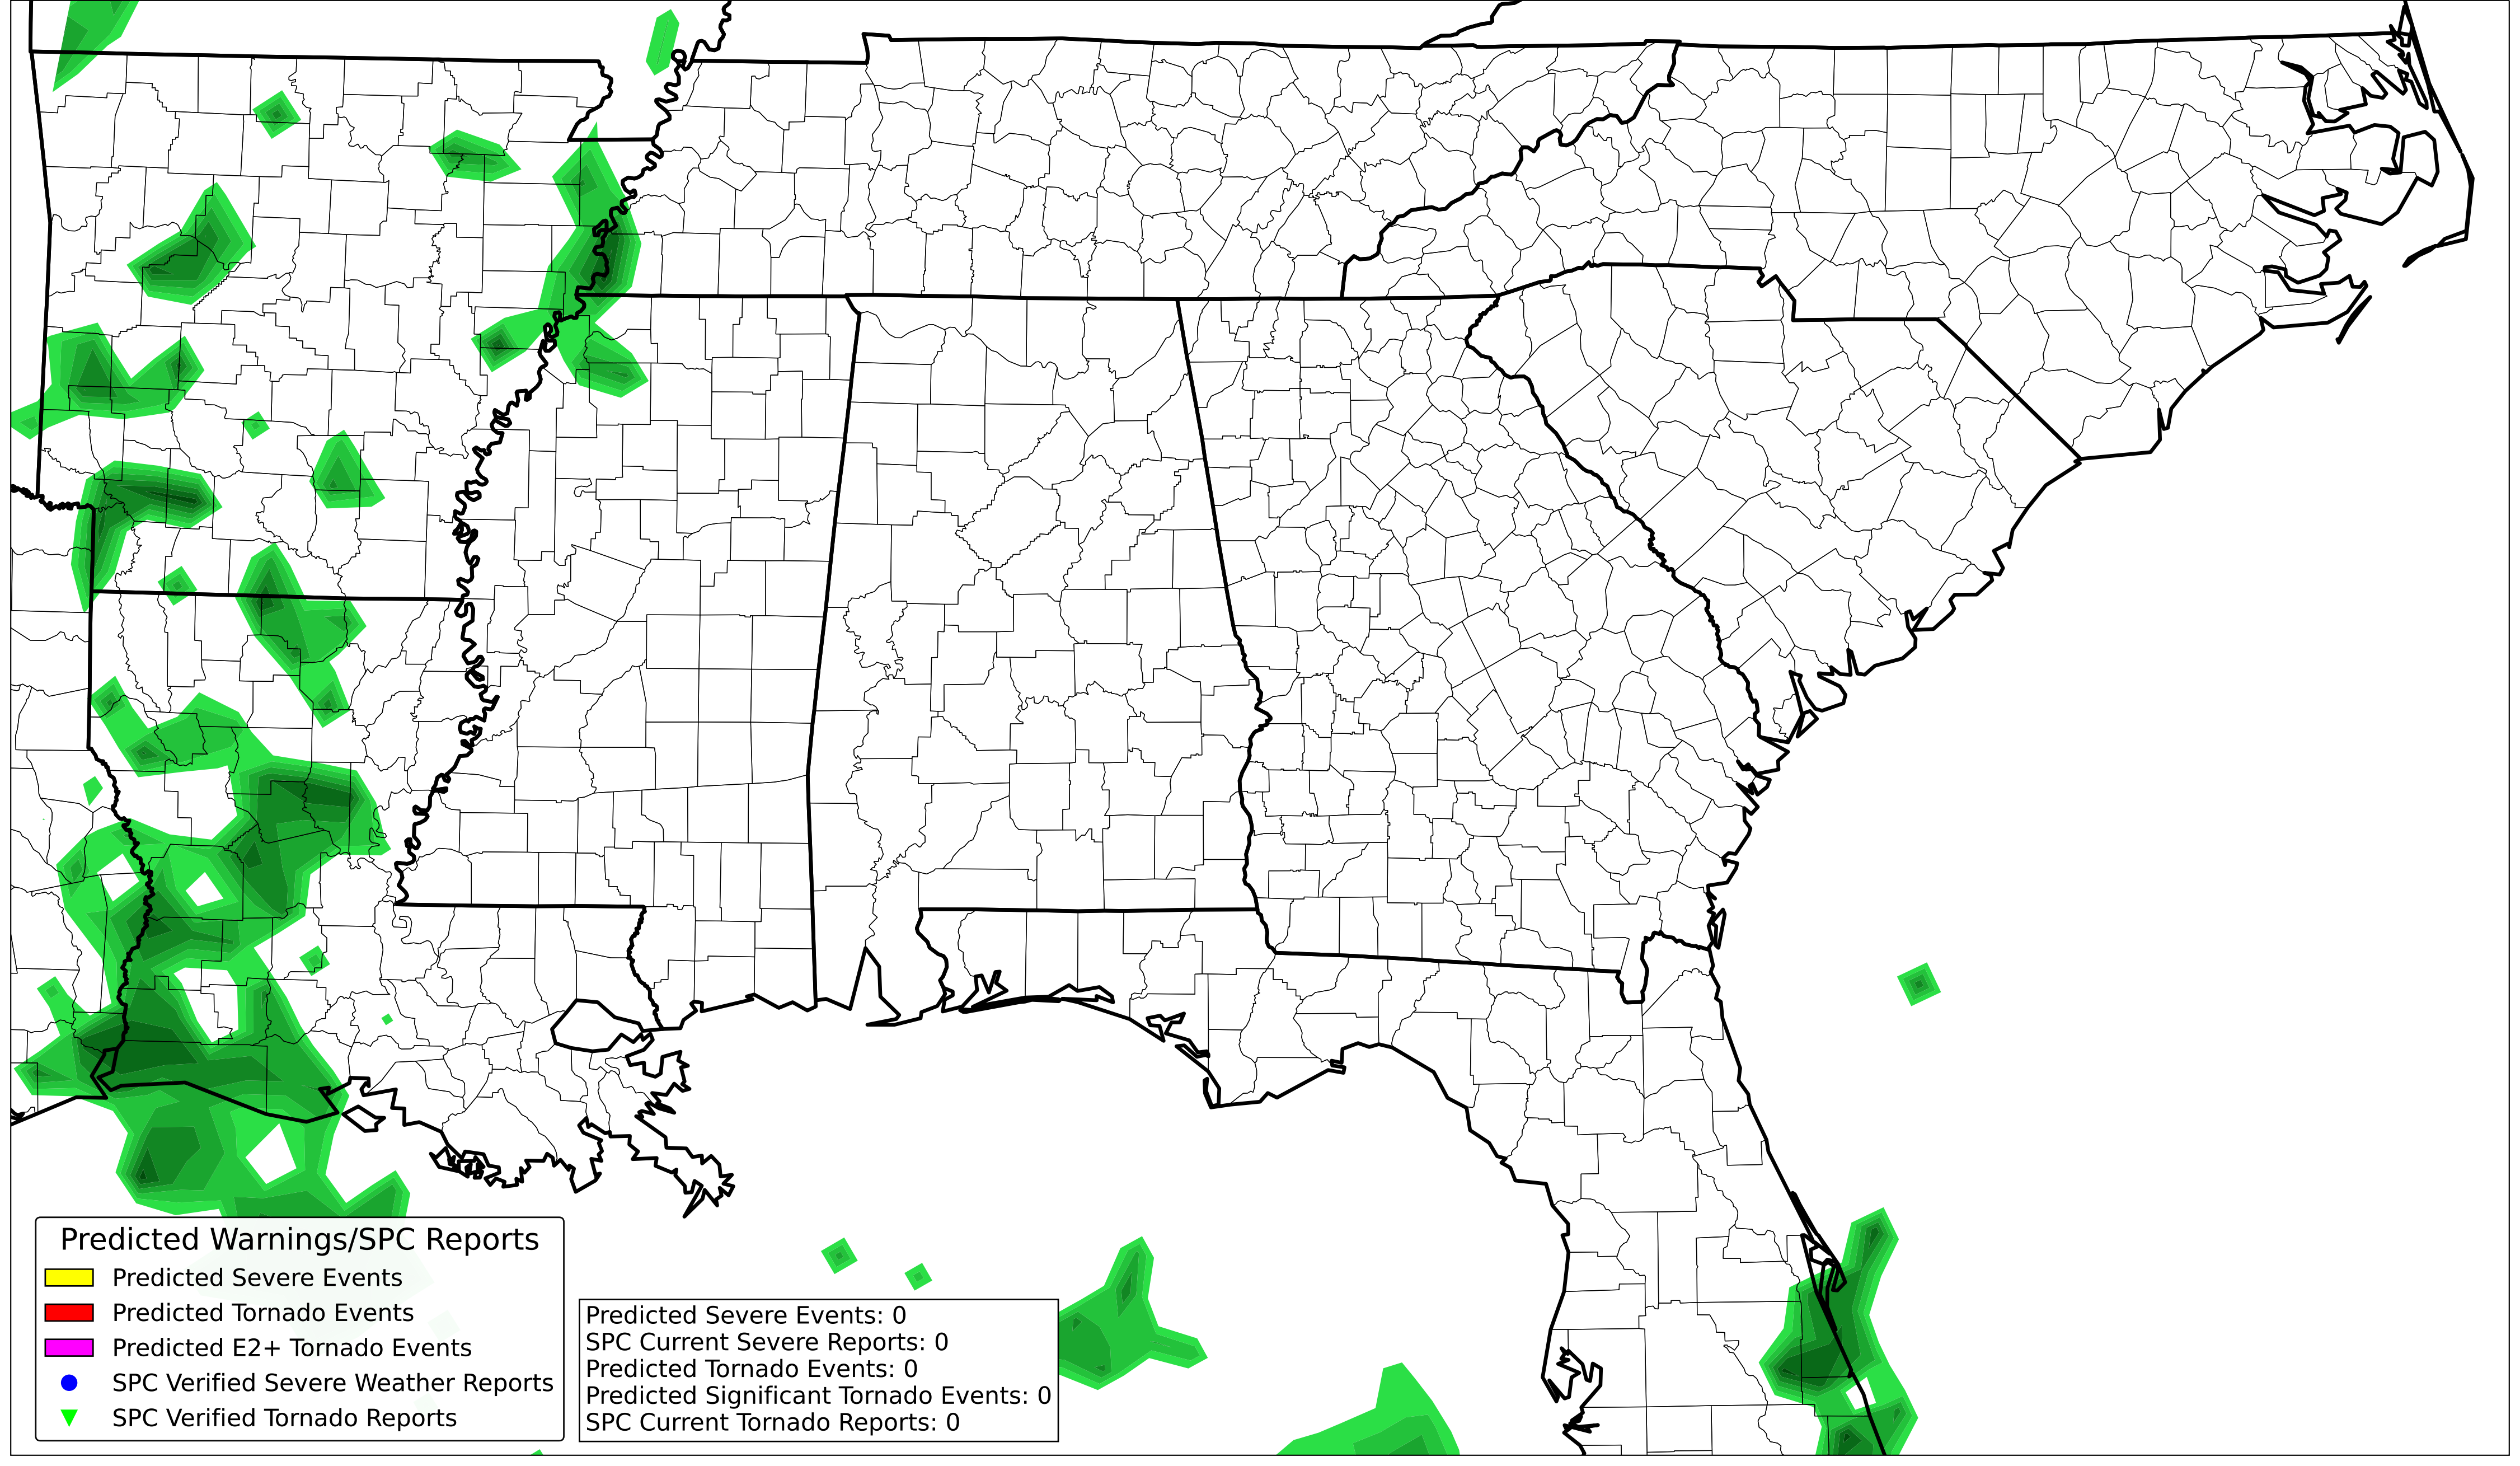 Predicted Warnings/SPC Reports
Predicted Severe Events
Predicted Tornado Events
Predicted E2+ Tornado Events
SPC Verified Severe Weather Reports
SPC Verified Tornado Reports
Predicted Severe Events: 0
SPC Current Severe Reports: 0
Predicted Tornado Events: 0
Predicted Significant Tornado Events: 0
SPC Current Tornado Reports: 0